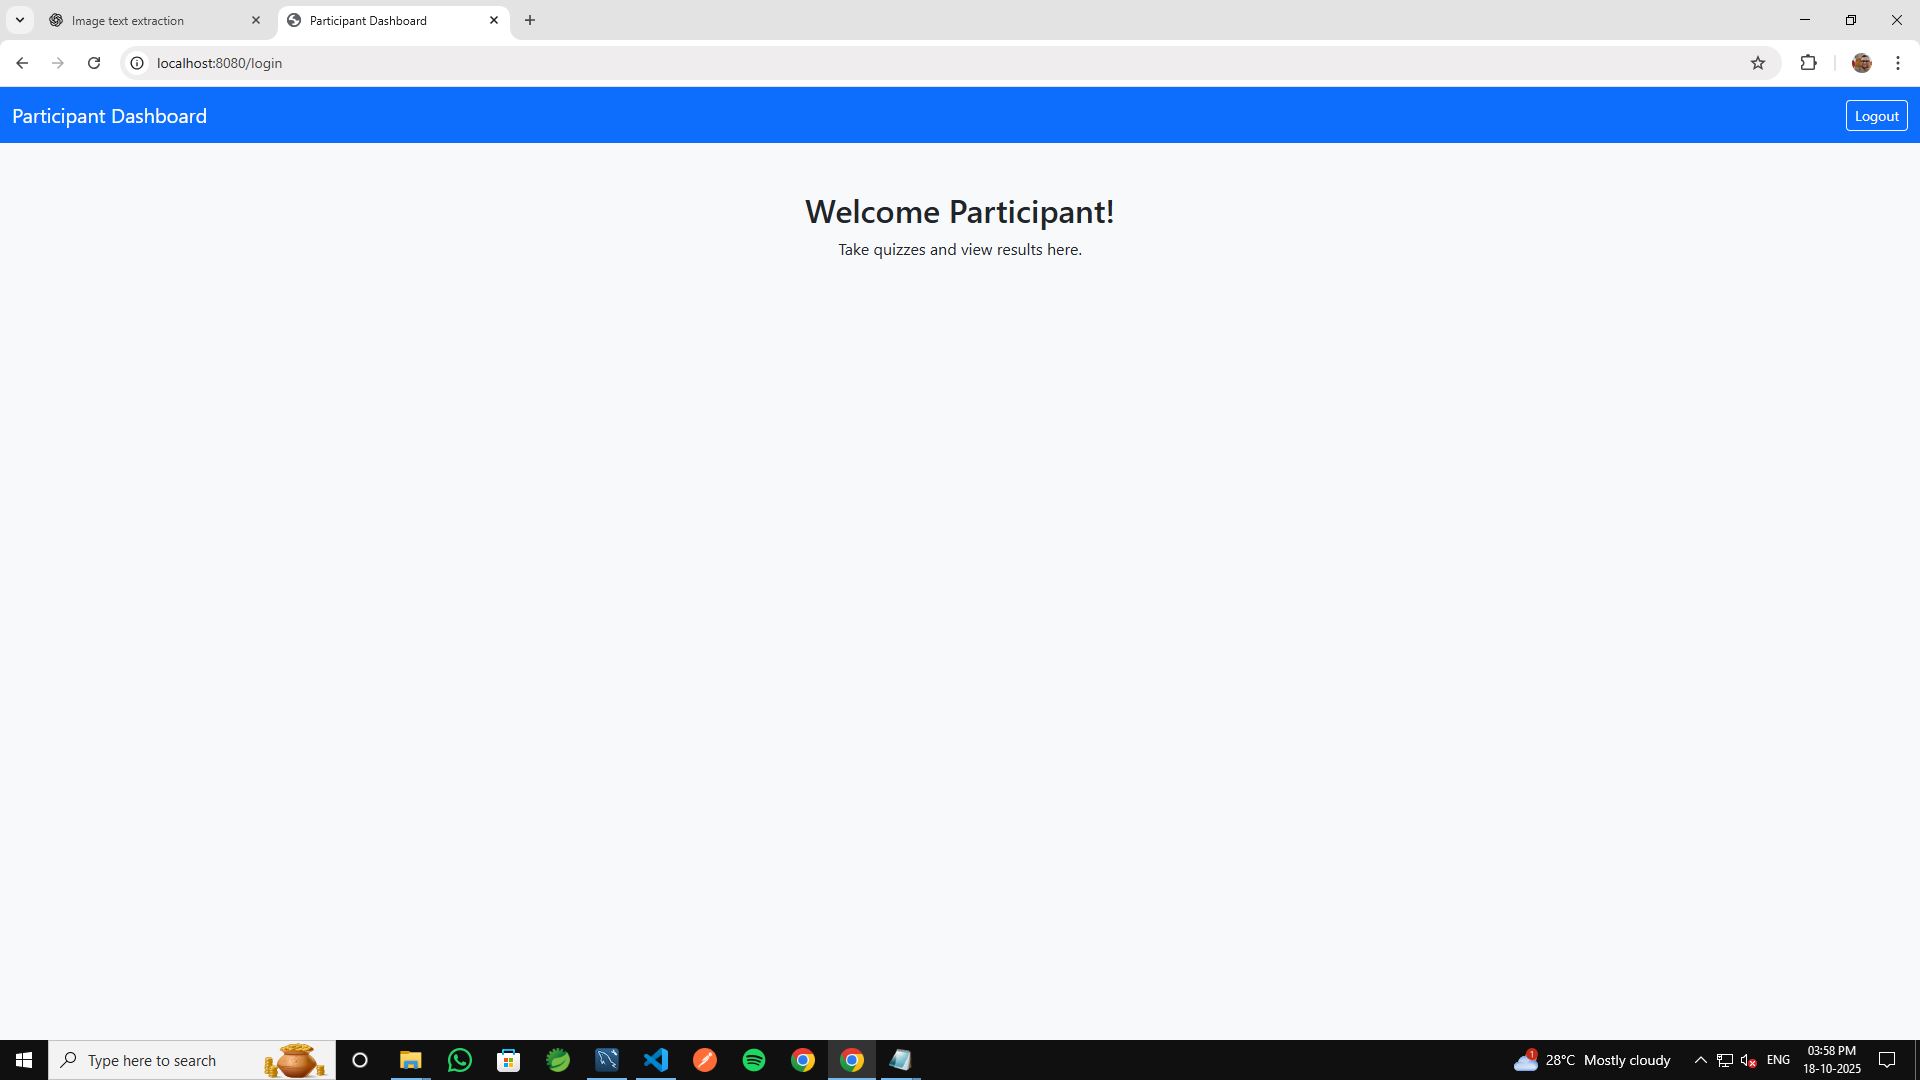 Image text extraction
Participant Dashboard
localhost:8080/login
Participant Dashboard
Logout
Welcome Participant!
Take quizzes and view results here.
Type here to search
1
28°C Mostly cloudy
ENG
03:58 PM
18-10-2025